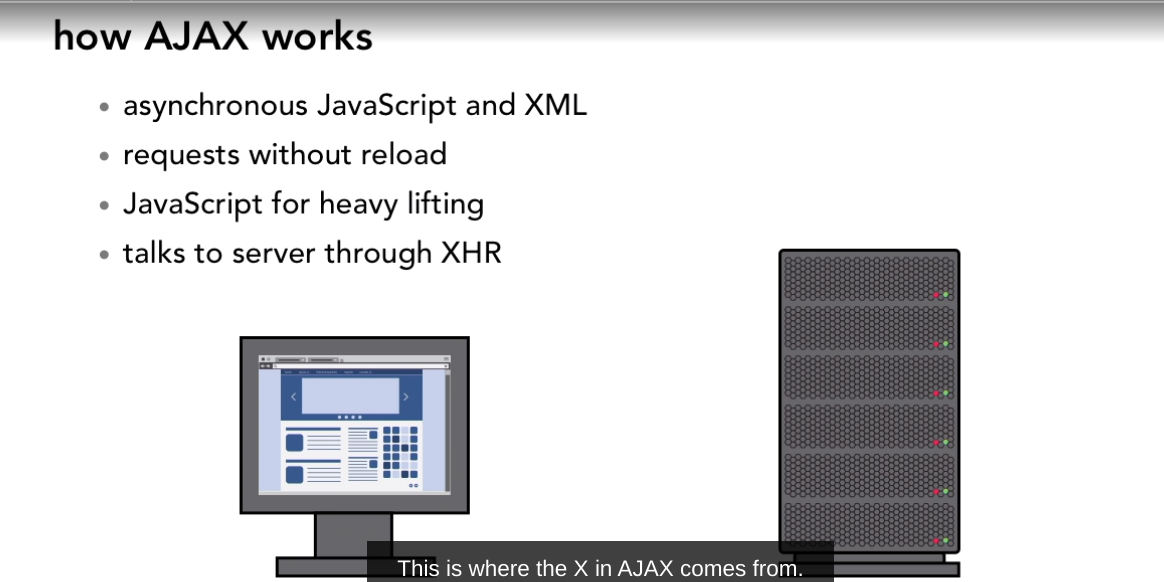 how AJAX works
asynchronous JavaScript and XML
requests without reload
JavaScript for heavy lifting
talks to server through XHR
This is where the X in AJAX comes from.